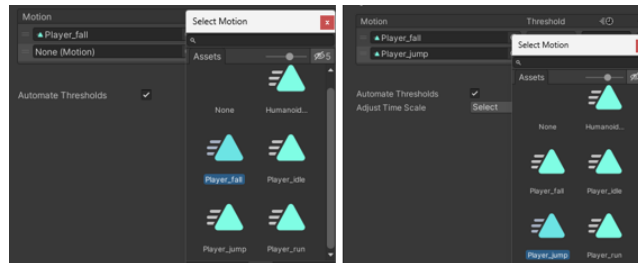 Motion
Player_fall
None (Motion)
Automate Thresholds
Select Motion
x
Assets
5
None
Humanoid...
Player_fall
Player_idle
Player_jump
Player_run
Motion
Threshold
Player_fall
Player_jump
Automate Thresholds
Adjust Time Scale
Select
Select Motion
Assets
None
Humanoid...
Player_fall
Player_idle
Player_jump
Player_run